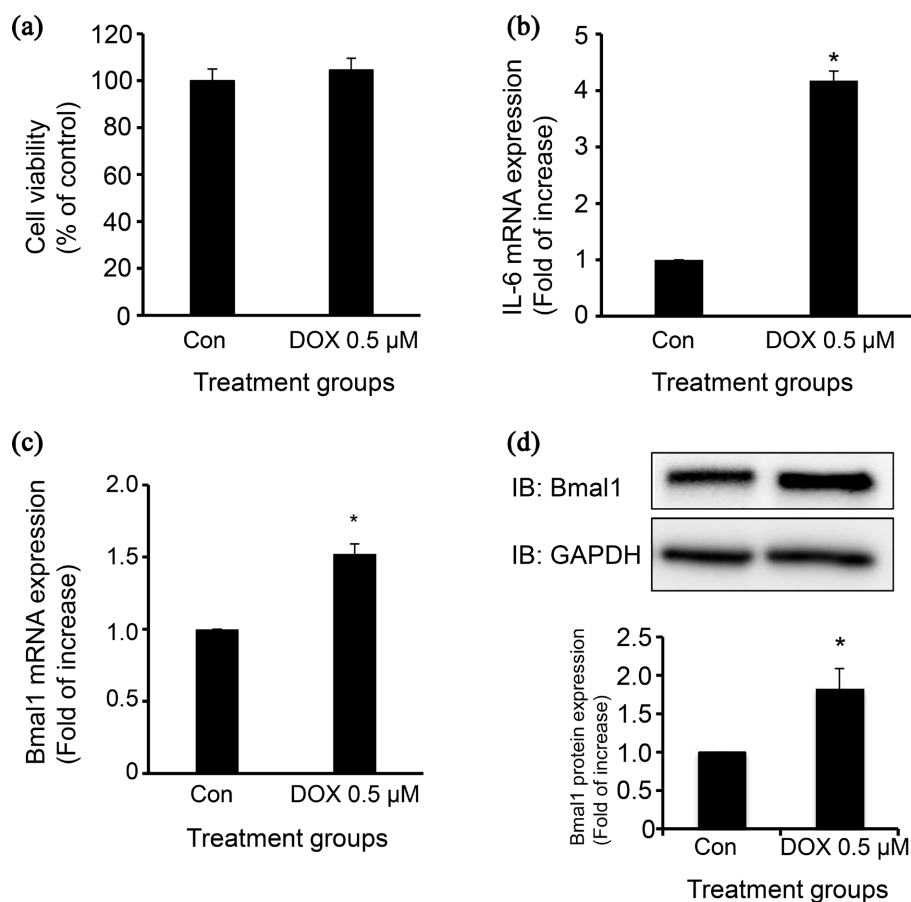 (a)
120
100
80
60
40
20
0
Cell viability
(% of control)
Con
DOX 0.5 µM
Treatment groups
(b)
5
4
3
2
1
0
IL-6 mRNA expression
(Fold of increase)
*
Con
DOX 0.5 µM
Treatment groups
(c)
2.0
1.5
1.0
0.5
0
Bmal1 mRNA expression
(Fold of increase)
*
Con
DOX 0.5 µM
Treatment groups
(d)
IB: Bmal1
IB: GAPDH
2.5
2.0
1.5
1.0
0.5
0
Bmal1 protein expression
(Fold of increase)
*
Con
DOX 0.5 µM
Treatment groups